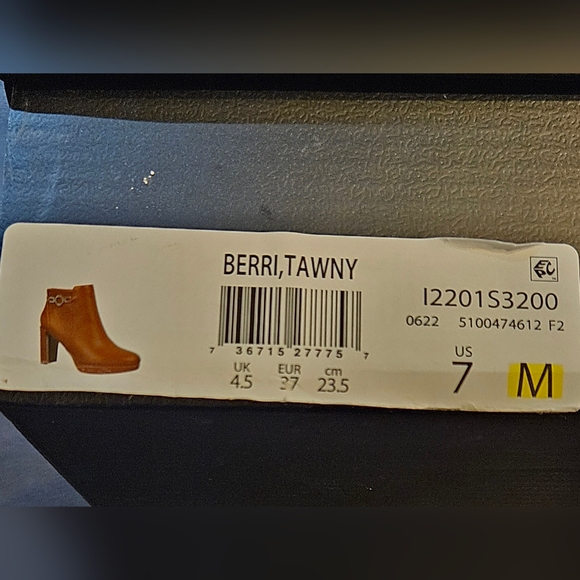 BERRI,TAWNY
I2201S3200
0622 5100474612 F2
7 36715 27775 7
UK EUR cm
4.5 37 23.5
US
7 M